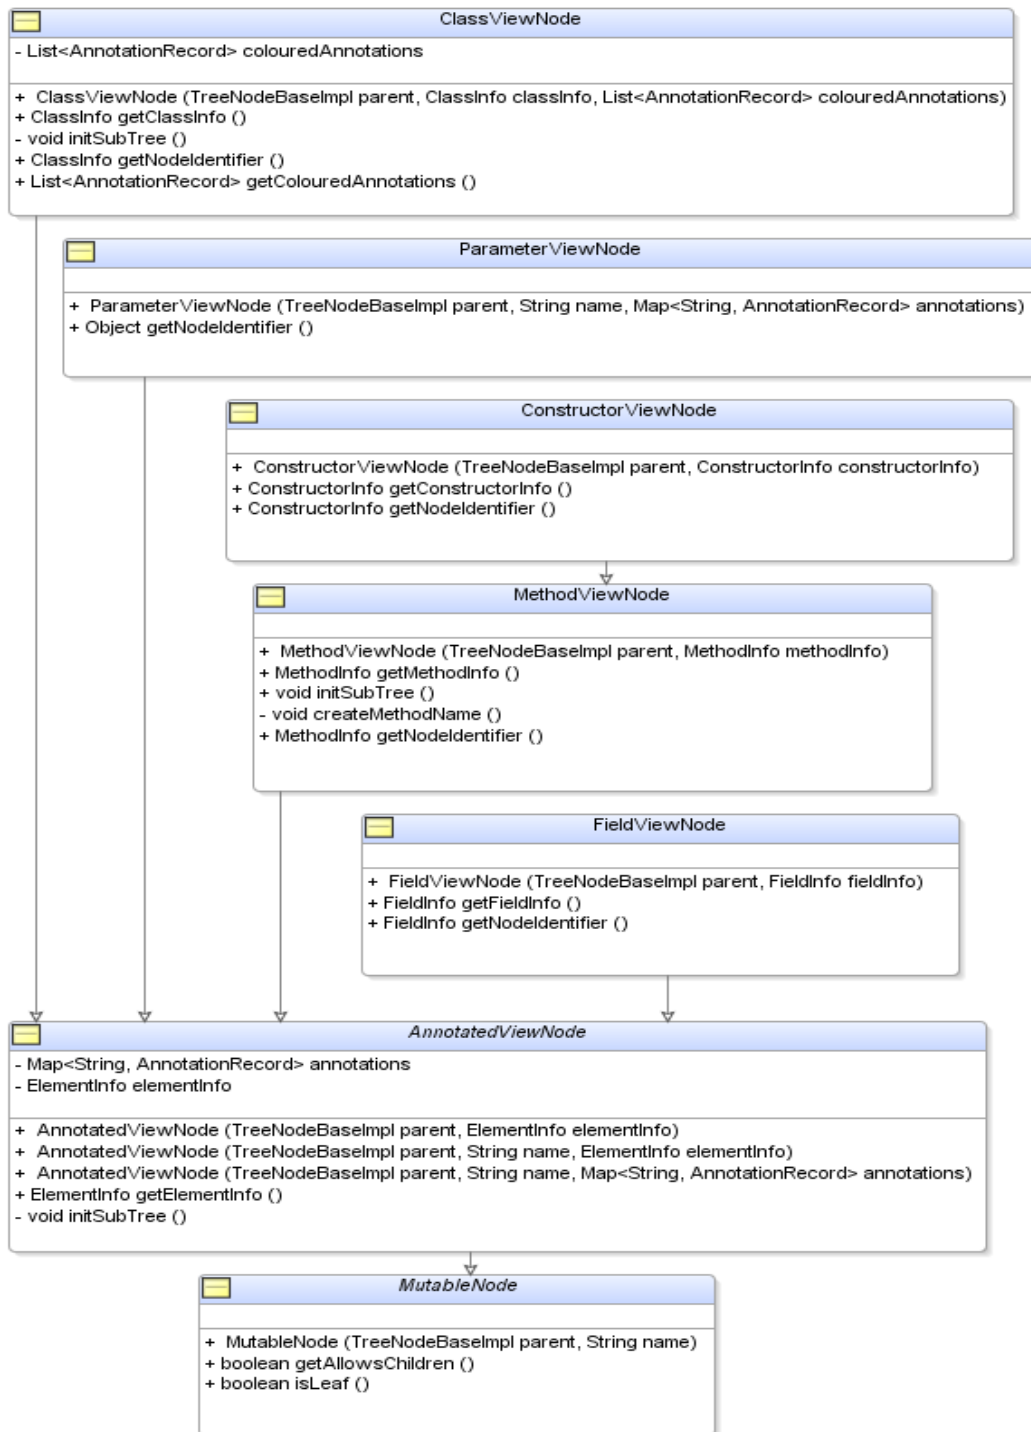 ClassViewNode
- List<AnnotationRecord> colouredAnnotations
+ ClassViewNode (TreeNodeBaseImpl parent, ClassInfo classInfo, List<AnnotationRecord> colouredAnnotations)
+ ClassInfo getClassInfo ()
- void initSubTree ()
+ ClassInfo getNodeIdentifier ()
+ List<AnnotationRecord> getColouredAnnotations ()
ParameterViewNode
+ ParameterViewNode (TreeNodeBaseImpl parent, String name, Map<String, AnnotationRecord> annotations)
+ Object getNodeIdentifier ()
ConstructorViewNode
+ ConstructorViewNode (TreeNodeBaseImpl parent, ConstructorInfo constructorInfo)
+ ConstructorInfo getConstructorInfo ()
+ ConstructorInfo getNodeIdentifier ()
MethodViewNode
+ MethodViewNode (TreeNodeBaseImpl parent, MethodInfo methodInfo)
+ MethodInfo getMethodInfo ()
+ void initSubTree ()
- void createMethodName ()
+ MethodInfo getNodeIdentifier ()
FieldViewNode
+ FieldViewNode (TreeNodeBaseImpl parent, FieldInfo fieldInfo)
+ FieldInfo getFieldInfo ()
+ FieldInfo getNodeIdentifier ()
AnnotatedViewNode
- Map<String, AnnotationRecord> annotations
- ElementInfo elementInfo
+ AnnotatedViewNode (TreeNodeBaseImpl parent, ElementInfo elementInfo)
+ AnnotatedViewNode (TreeNodeBaseImpl parent, String name, ElementInfo elementInfo)
+ AnnotatedViewNode (TreeNodeBaseImpl parent, String name, Map<String, AnnotationRecord> annotations)
+ ElementInfo getElementInfo ()
- void initSubTree ()
MutableNode
+ MutableNode (TreeNodeBaseImpl parent, String name)
+ boolean getAllowsChildren ()
+ boolean isLeaf ()